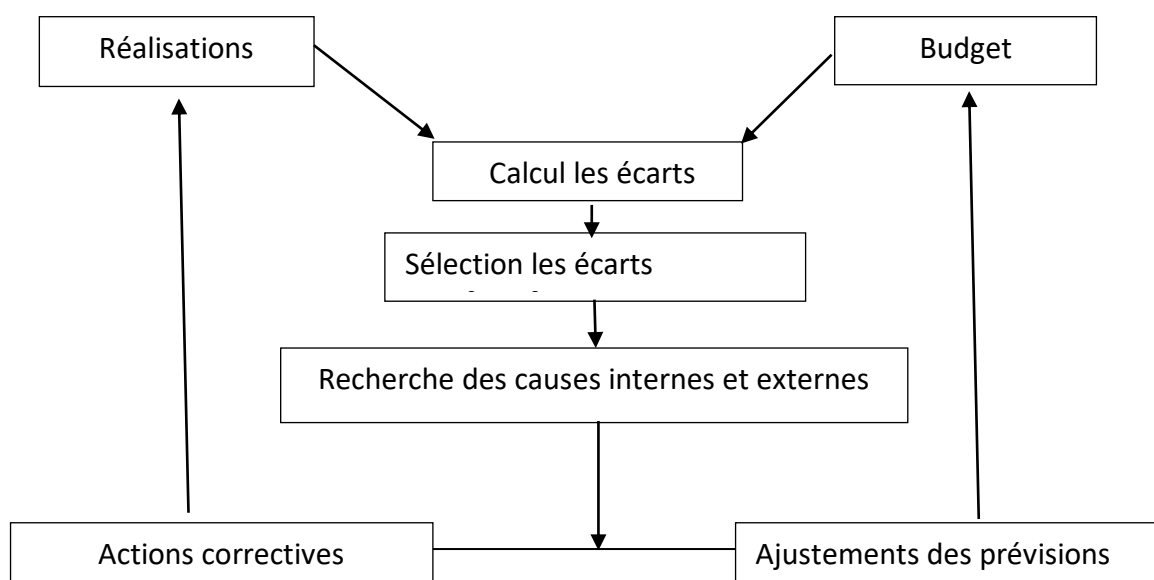 Réalisations
Budget
Calcul les écarts
Sélection les écarts
Recherche des causes internes et externes
Actions correctives
Ajustements des prévisions